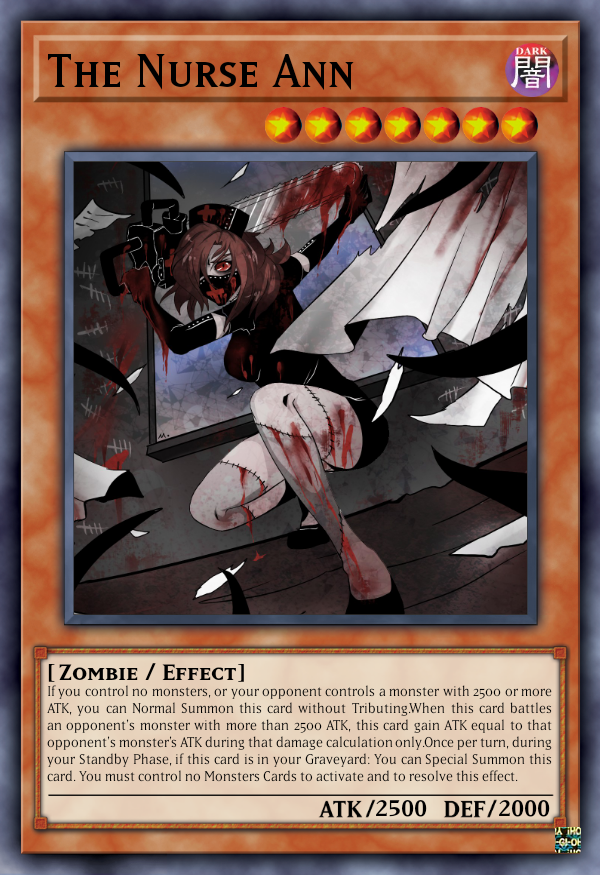 The Nurse Ann
DARK
闇
M.
[Zombie / Effect]
If you control no monsters, or your opponent controls a monster with 2500 or more
ATK, you can Normal Summon this card without Tributing.When this card battles
an opponent's monster with more than 2500 ATK, this card gain ATK equal to that
opponent's monster's ATK during that damage calculation only.Once per turn, during
your Standby Phase, if this card is in your Graveyard: You can Special Summon this
card. You must control no Monsters Cards to activate and to resolve this effect.
ATK/2500 DEF/2000